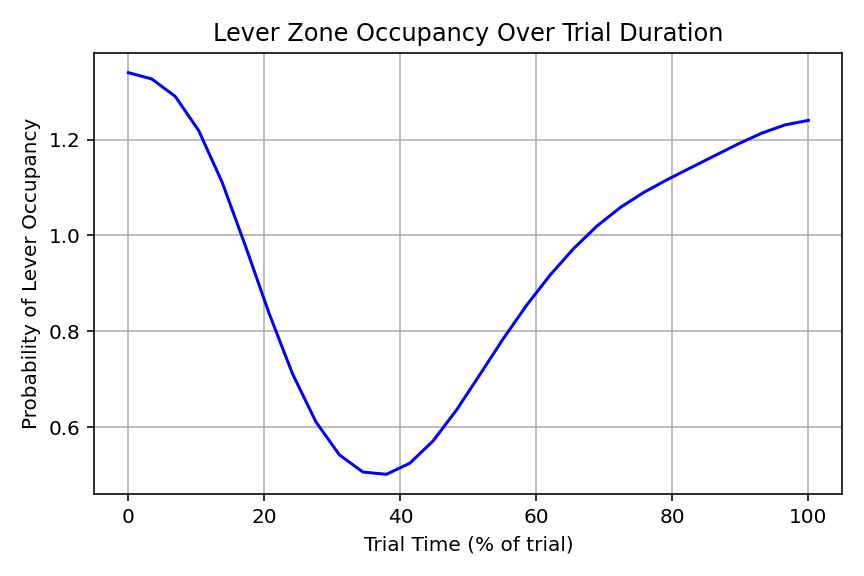 Lever Zone Occupancy Over Trial Duration
Probability of Lever Occupancy
1.2
1.0
0.8
0.6
0 20 40 60 80 100
Trial Time (% of trial)